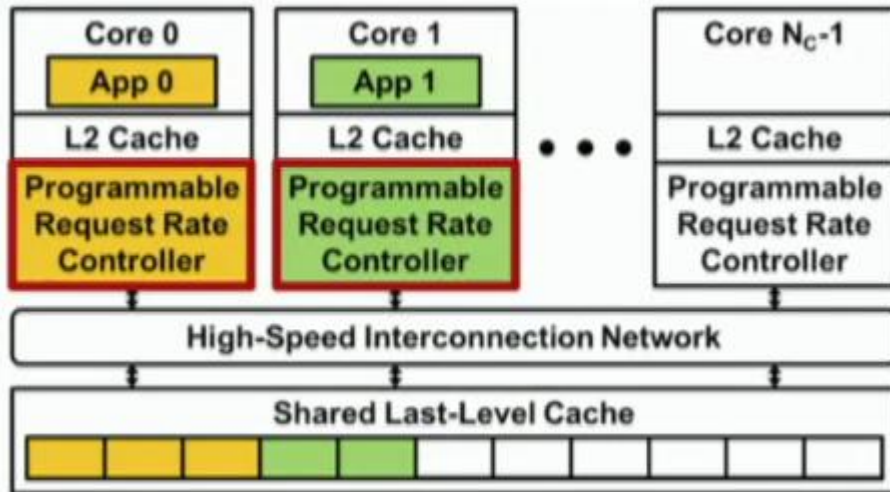 Core 0
App 0
L2 Cache
Programmable
Request Rate
Controller
Core 1
App 1
L2 Cache
Programmable
Request Rate
Controller
• • •
Core N_C-1
L2 Cache
Programmable
Request Rate
Controller
High-Speed Interconnection Network
Shared Last-Level Cache